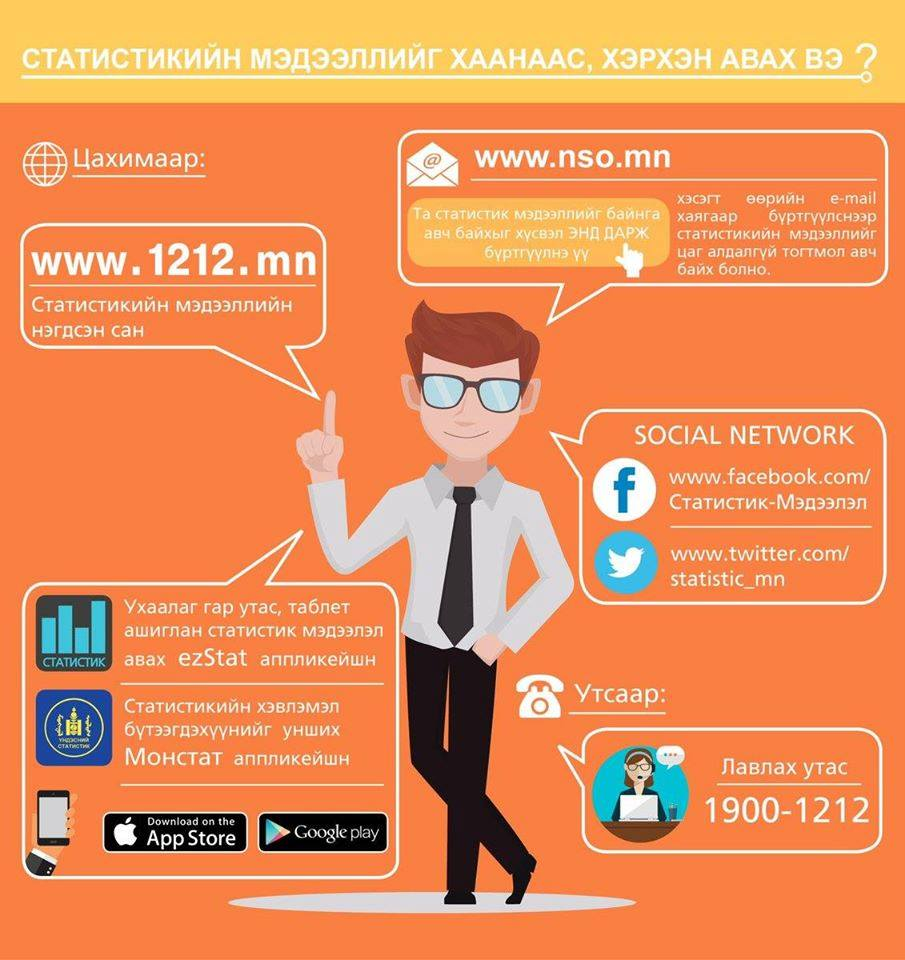 СТАТИСТИКИЙН МЭДЭЭЛЛИЙГ ХААНААС, ХЭРХЭН АВАХ ВЭ ?
Цахимаар:
www.1212.mn
Статистикийн мэдээллийн
нэгдсэн сан
@
www.nso.mn
Та статистик мэдээллийг байнга
авч байхыг хүсвэл ЭНД ДАРЖ
бүртгүүлнэ үү
хэсэгт өөрийн e-mail
хаягаар бүртгүүлснээр
статистикийн мэдээллийг
цаг алдалгүй тогтмол авч
байх болно.
SOCIAL NETWORK
f
www.facebook.com/
Статистик-Мэдээлэл
www.twitter.com/
statistic_mn
СТАТИСТИК
Ухаалаг гар утас, таблет
ашиглан статистик мэдээлэл
авах ezStat аппликейшн
ҮНДЭСНИЙ
СТАТИСТИК
Статистикийн хэвлэмэл
бүтээгдэхүүнийг унших
Монстат аппликейшн
Download on the
App Store
Google play
Утсаар:
Лавлах утас
1900-1212